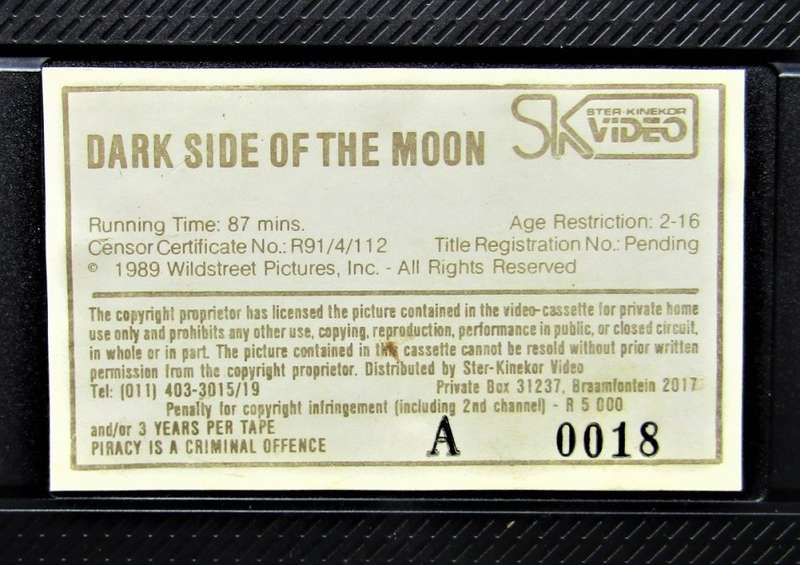 STER-KINEKOR
SK VIDEO
DARK SIDE OF THE MOON
Running Time: 87 mins. Age Restriction: 2-16
Censor Certificate No.: R91/4/112 Title Registration No.: Pending
© 1989 Wildstreet Pictures, Inc. - All Rights Reserved
The copyright proprietor has licensed the picture contained in the video-cassette for private home
use only and prohibits any other use, copying, reproduction, performance in public, or closed circuit,
in whole or in part. The picture contained in the cassette cannot be resold without prior written
permission from the copyright proprietor. Distributed by Ster-Kinekor Video
Tel: (011) 403-3015/19 Private Box 31237, Braamfontein 2017
Penalty for copyright infringement (including 2nd channel) - R 5 000
and/or 3 YEARS PER TAPE
PIRACY IS A CRIMINAL OFFENCE
A 0018